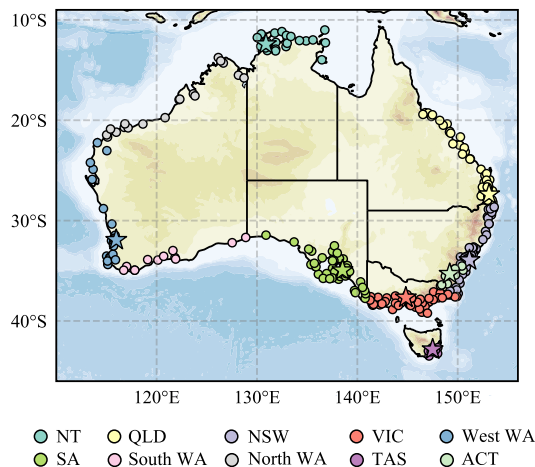 10°S
20°S
30°S
40°S
120°E 130°E 140°E 150°E
NT QLD NSW VIC West WA
SA South WA North WA TAS ACT